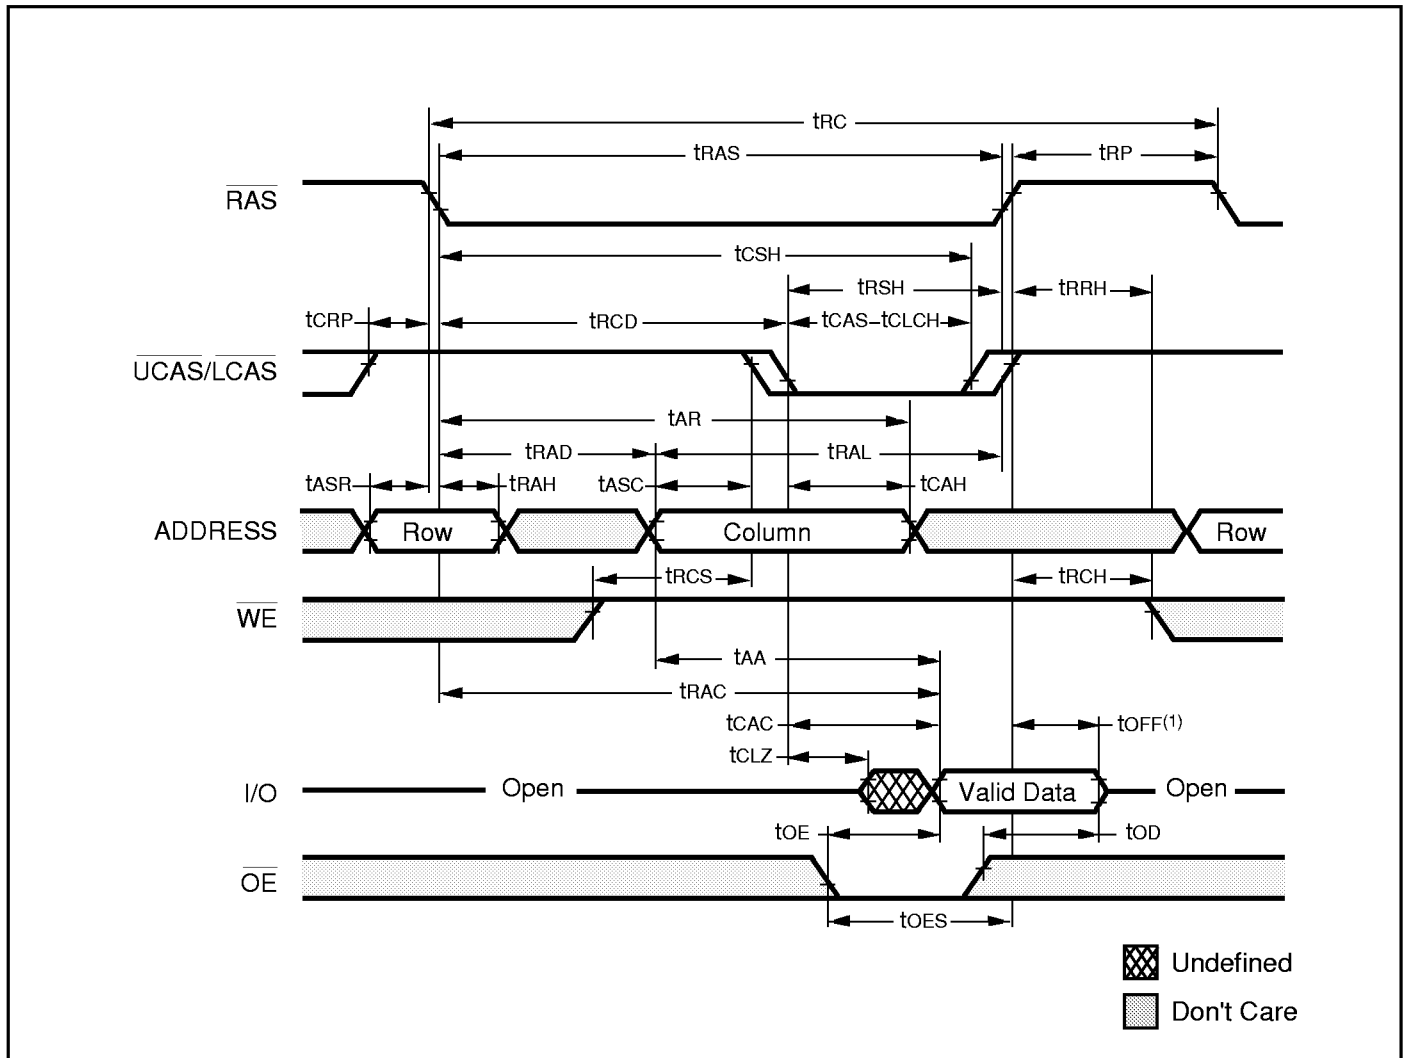 tRC
tRAS
tRP
RAS
tCSH
tRSH
tRRH
tCRP
tRCD
tCAS
tCLCH
UCAS/LCAS
tAR
tRAD
tRAL
tASR
tRAH
tASC
tCAH
ADDRESS
Row
Column
Row
tRCS
tRCH
WE
tAA
tRAC
tCAC
tOFF(1)
tCLZ
I/O
Open
Valid Data
Open
tOE
tOD
OE
tOES
Undefined
Don't Care